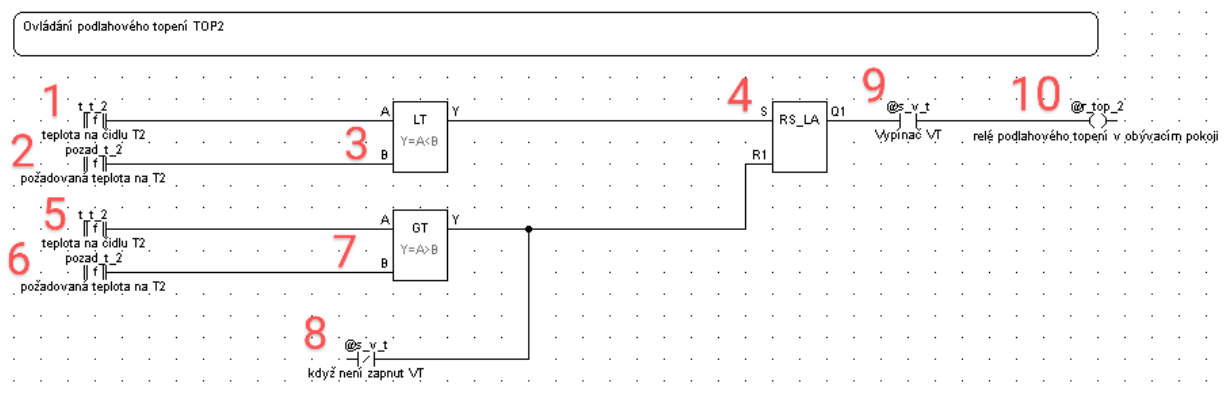 Ovládání podlahového topení TOP2
1
t_t_2
f
teplota na čidlu T2
2
pozad_t_2
f
požadovaná teplota na T2
3
A
B
LT
Y=A<B
Y
4
S
R1
RS_LA
Q1
9
@s_v_t
Vypínač VT
10
@r_top_2
relé podlahového topení v obývacím pokoji
5
t_t_2
f
teplota na čidlu T2
6
pozad_t_2
f
požadovaná teplota na T2
7
A
B
GT
Y=A>B
Y
8
@s_v_t
když není zapnut VT